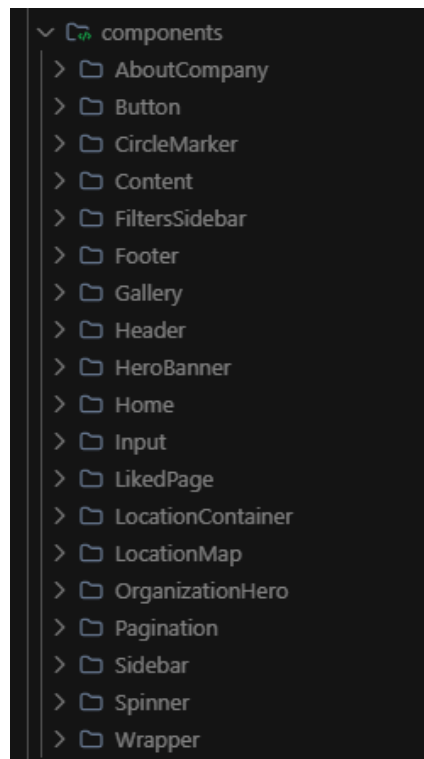 components
AboutCompany
Button
CircleMarker
Content
FiltersSidebar
Footer
Gallery
Header
HeroBanner
Home
Input
LikedPage
LocationContainer
LocationMap
OrganizationHero
Pagination
Sidebar
Spinner
Wrapper